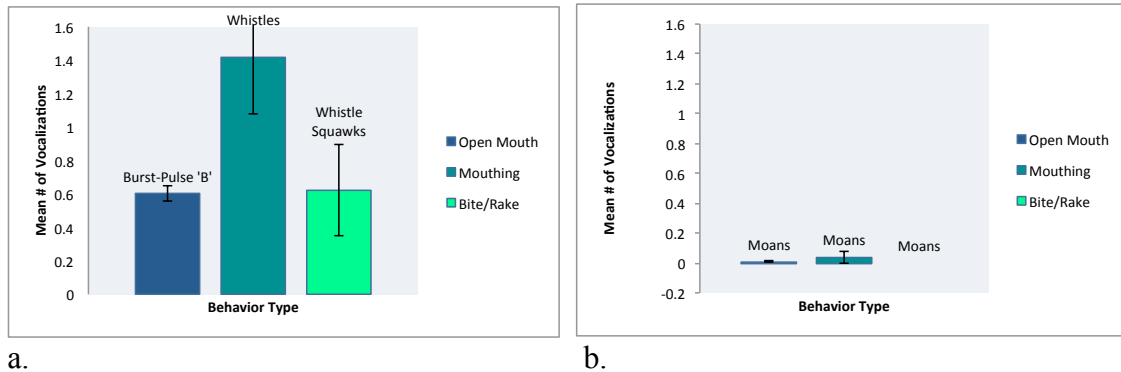 1.6
1.4
1.2
1
0.8
0.6
0.4
0.2
0
Mean # of Vocalizations
Burst-Pulse 'B'
Whistles
Whistle
Squawks
Behavior Type
Open Mouth
Mouthing
Bite/Rake
a.
1.6
1.4
1.2
1
0.8
0.6
0.4
0.2
0
-0.2
Mean # of Vocalizations
Moans
Moans
Moans
Behavior Type
Open Mouth
Mouthing
Bite/Rake
b.